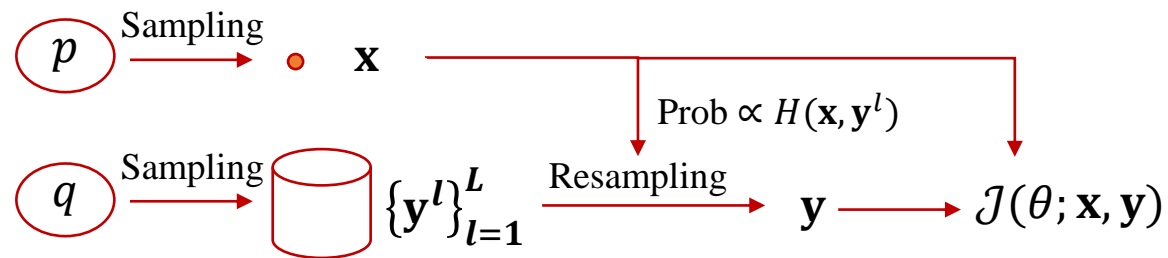 p Sampling x
Prob ∝ H(x, y^l)
q Sampling {y^l}_{l=1}^{L} Resampling y 𝒥(θ; x, y)